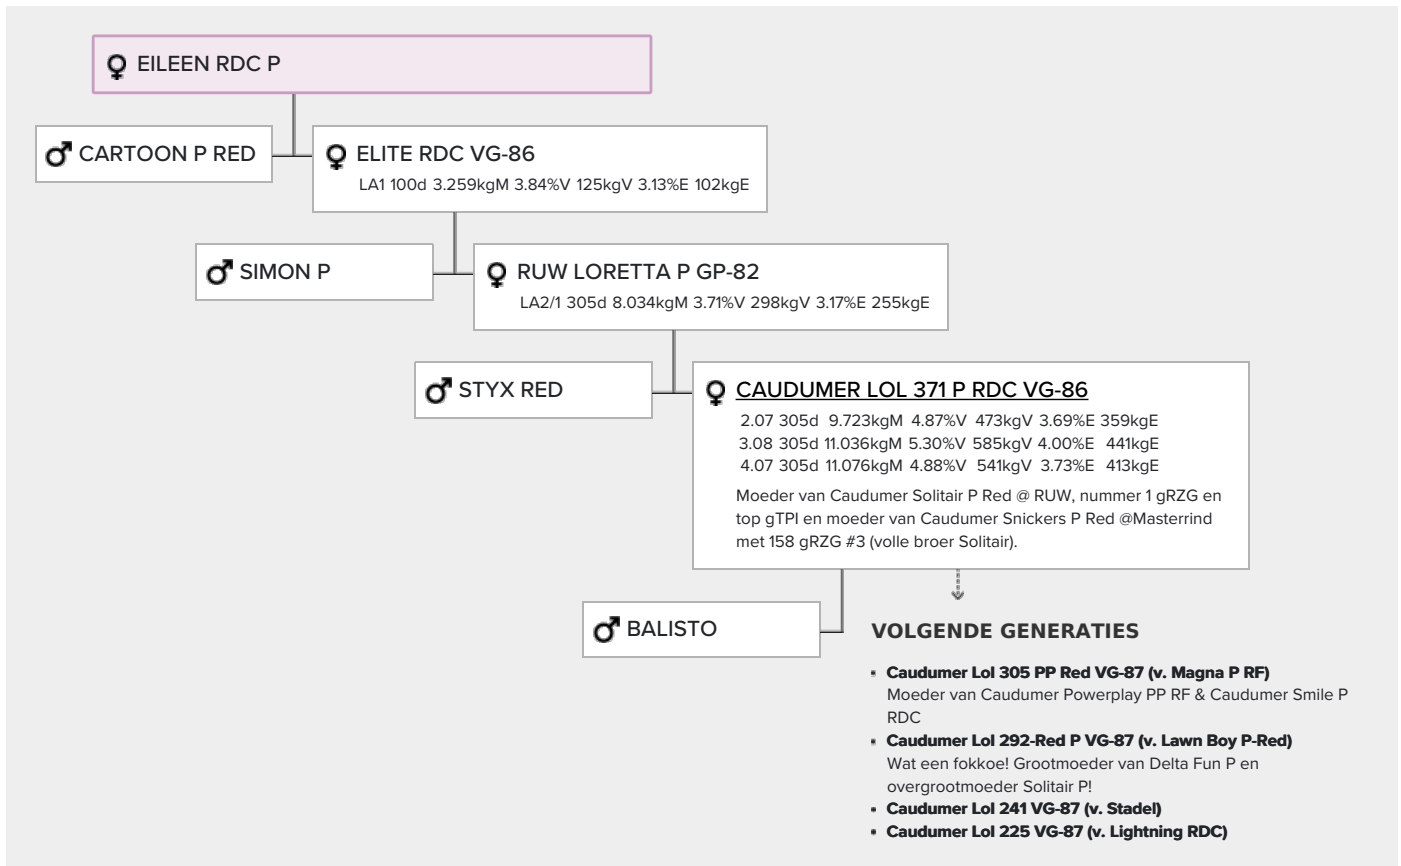 EILEEN RDC P
CARTOON P RED
ELITE RDC VG-86
LA1 100d 3.259kgM 3.84%V 125kgV 3.13%E 102kgE
SIMON P
RUW LORETTA P GP-82
LA2/1 305d 8.034kgM 3.71%V 298kgV 3.17%E 255kgE
STYX RED
CAUDUMER LOL 371 P RDC VG-86
2.07 305d 9.723kgM 4.87%V 473kgV 3.69%E 359kgE
3.08 305d 11.036kgM 5.30%V 585kgV 4.00%E 441kgE
4.07 305d 11.076kgM 4.88%V 541kgV 3.73%E 413kgE
Moeder van Caudumer Solitair P Red @ RUW, nummer 1 gRZG en
top gTPI en moeder van Caudumer Snickers P Red @Masterrind
met 158 gRZG #3 (volle broer Solitair).
BALISTO
VOLGENDE GENERATIES
Caudumer Lol 305 PP Red VG-87 (v. Magna P RF)
Moeder van Caudumer Powerplay PP RF & Caudumer Smile P
RDC
Caudumer Lol 292-Red P VG-87 (v. Lawn Boy P-Red)
Wat een fokkoe! Grootmoeder van Delta Fun P en
overgrootmoeder Solitair P!
Caudumer Lol 241 VG-87 (v. Stadel)
Caudumer Lol 225 VG-87 (v. Lightning RDC)